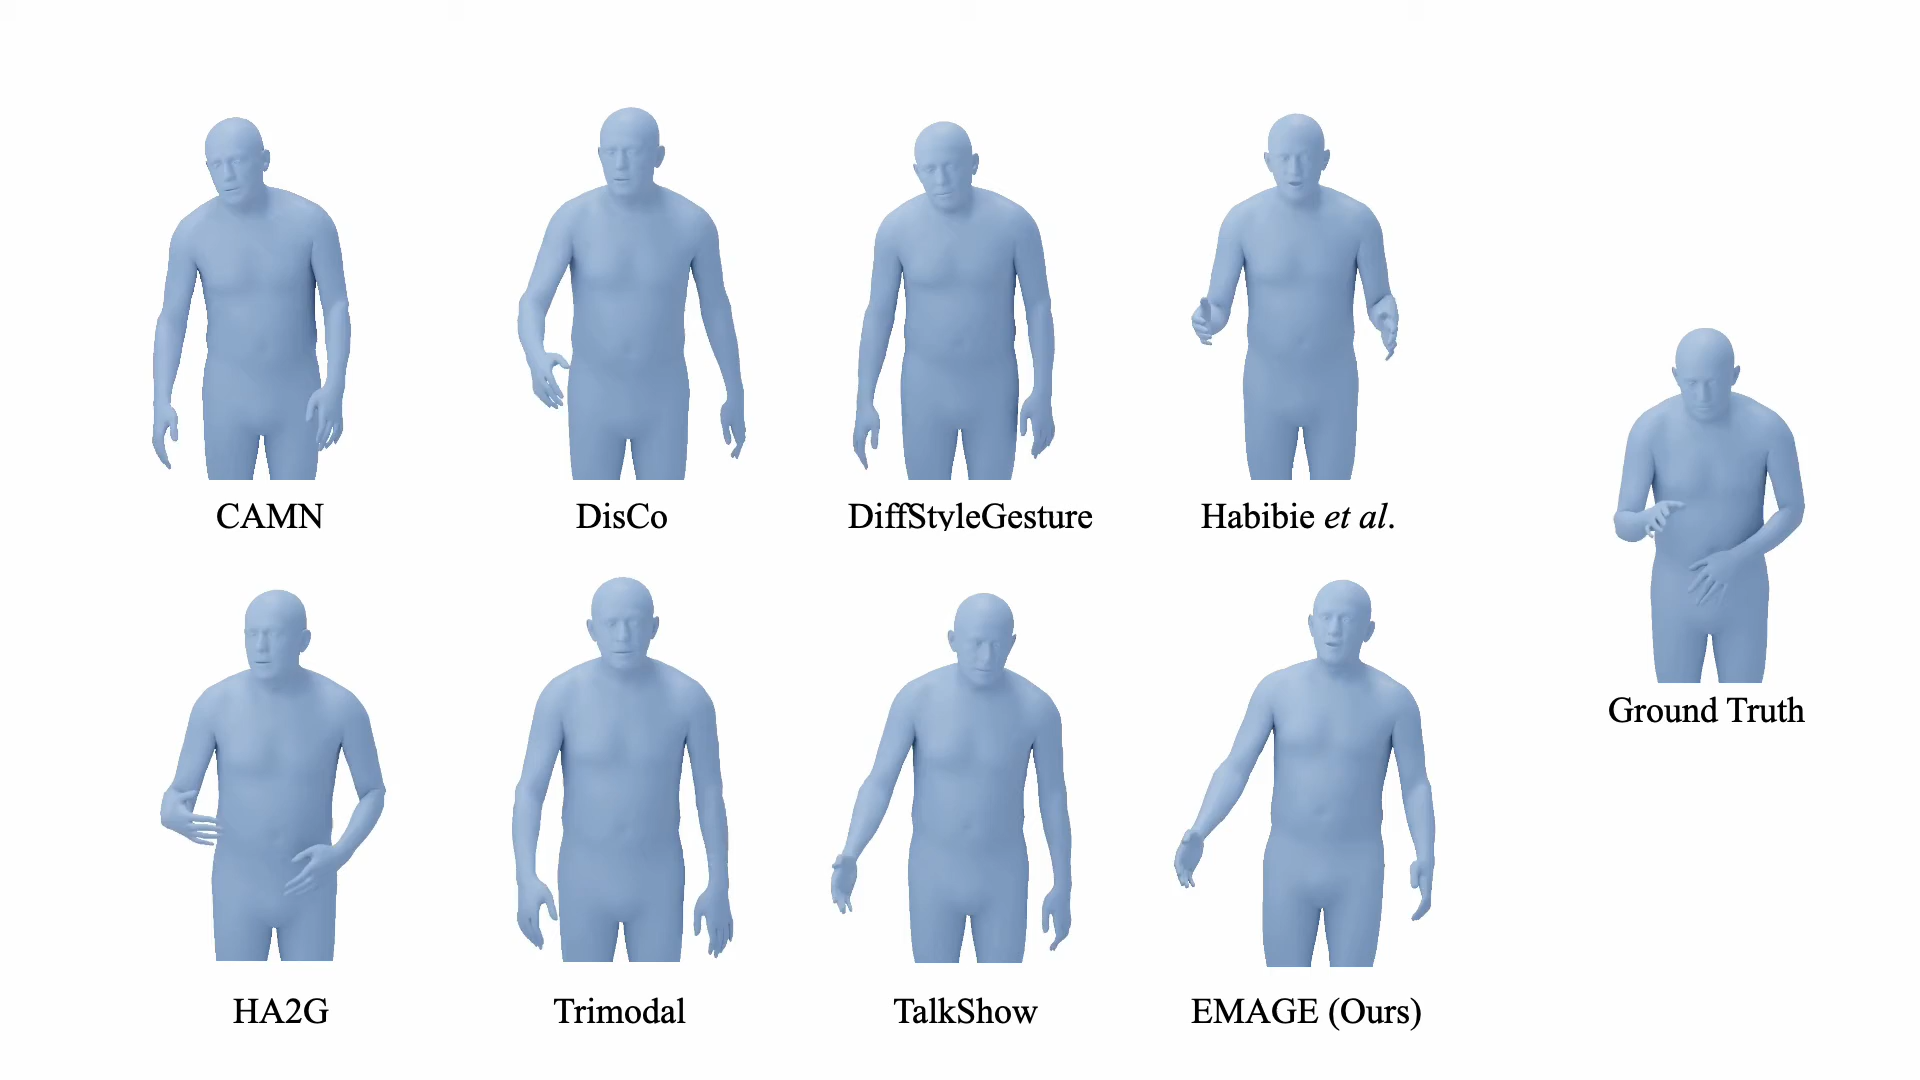 CAMN
DisCo
DiffStyleGesture
Habibie et al.
Ground Truth
HA2G
Trimodal
TalkShow
EMAGE (Ours)